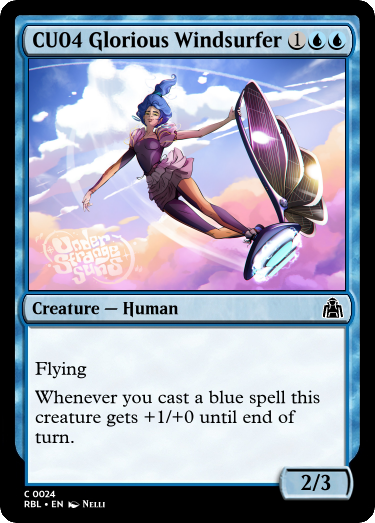 CU04 Glorious Windsurfer 1
Under
Strange
Suns
Creature — Human
Flying
Whenever you cast a blue spell this
creature gets +1/+0 until end of
turn.
2/3
C 0024
RBL • EN Nelli